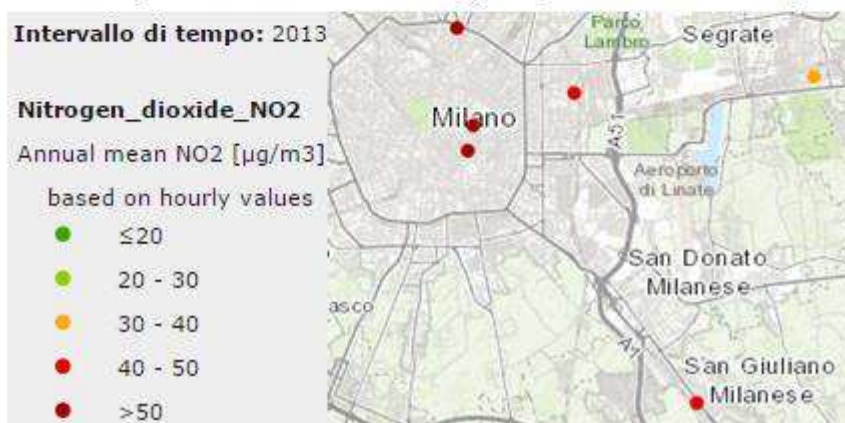 Intervallo di tempo: 2013
Nitrogen_dioxide_NO2
Annual mean NO2 [µg/m3]
based on hourly values
≤20
20 - 30
30 - 40
40 - 50
>50
Parco
Lambro
Segrate
Milano
A51
Aeroporto
di Linate
San Donato
Milanese
asco
A1
San Giuliano
Milanese